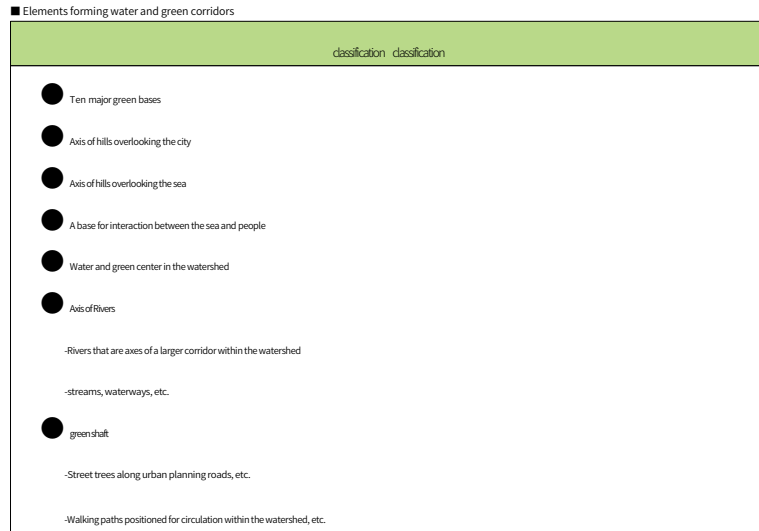 ■ Elements forming water and green corridors
classification classification
● Ten major green bases
● Axis of hills overlooking the city
● Axis of hills overlooking the sea
● A base for interaction between the sea and people
● Water and green center in the watershed
● Axis of Rivers
-Rivers that are axes of a larger corridor within the watershed
-streams, waterways, etc.
● green shaft
-Street trees along urban planning roads, etc.
-Walking paths positioned for circulation within the watershed, etc.